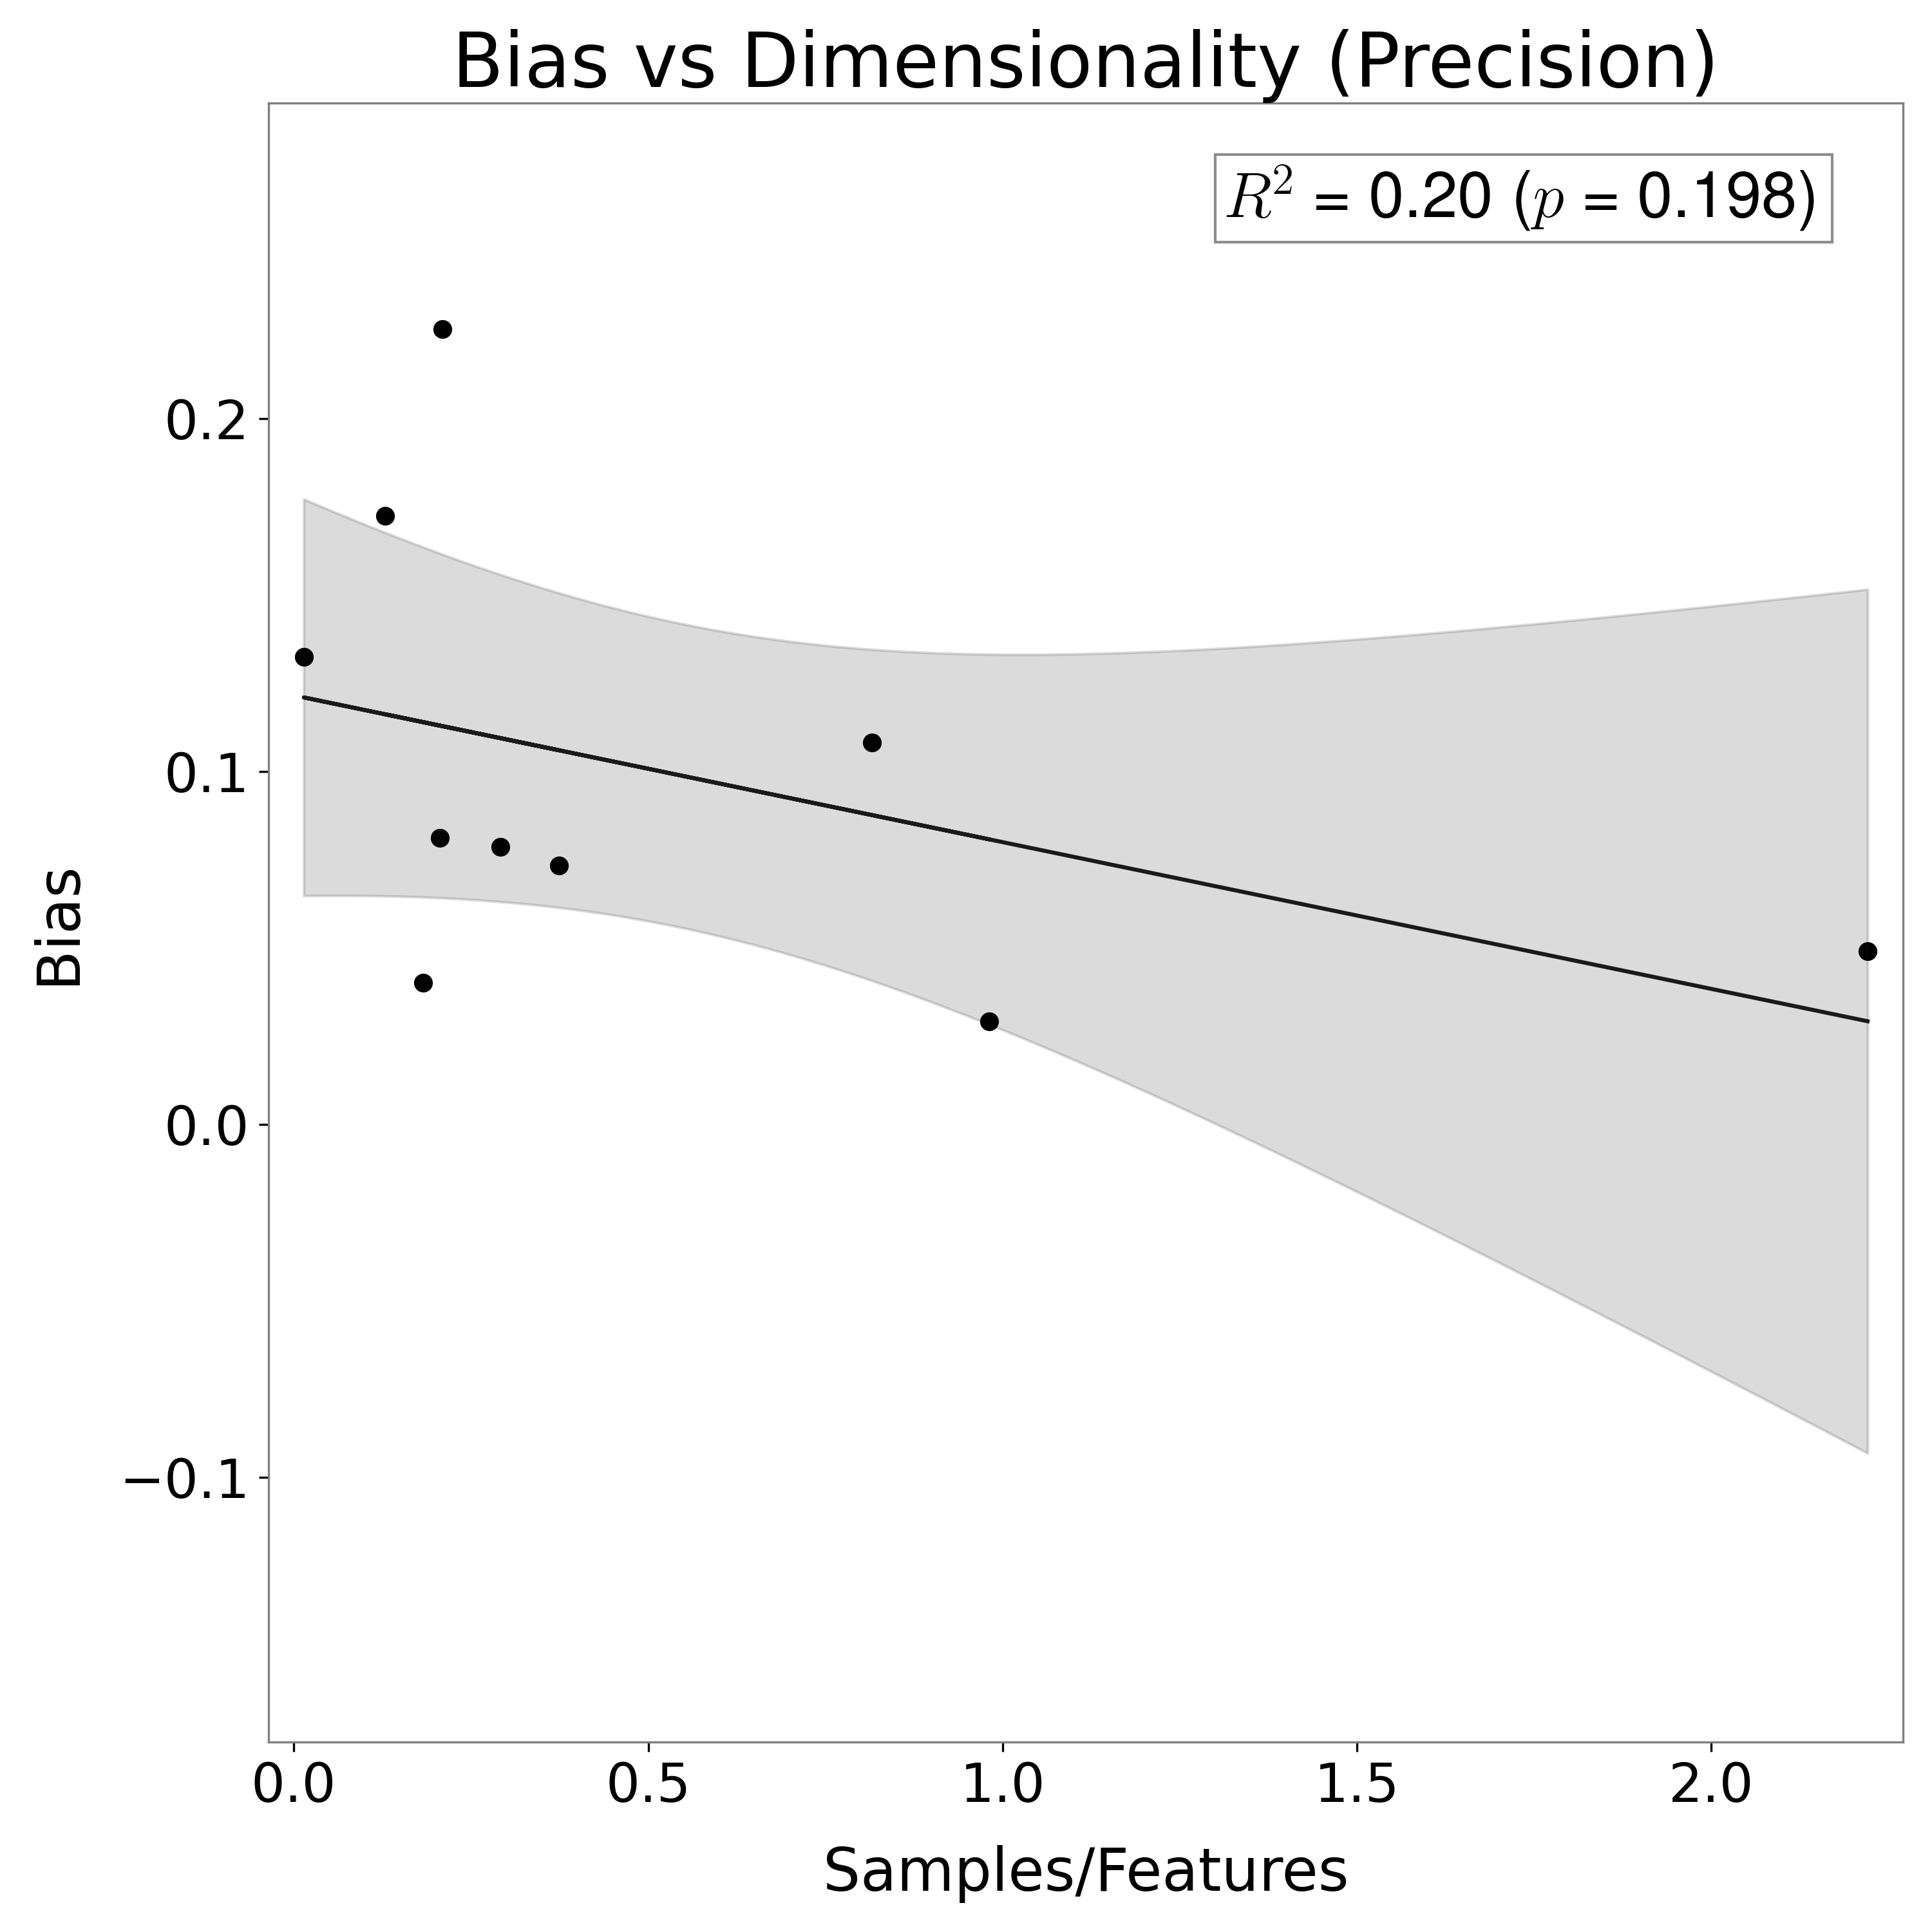 Bias vs Dimensionality (Precision)
R² = 0.20 (p = 0.198)
0.2
0.1
0.0
−0.1
Bias
0.0 0.5 1.0 1.5 2.0
Samples/Features